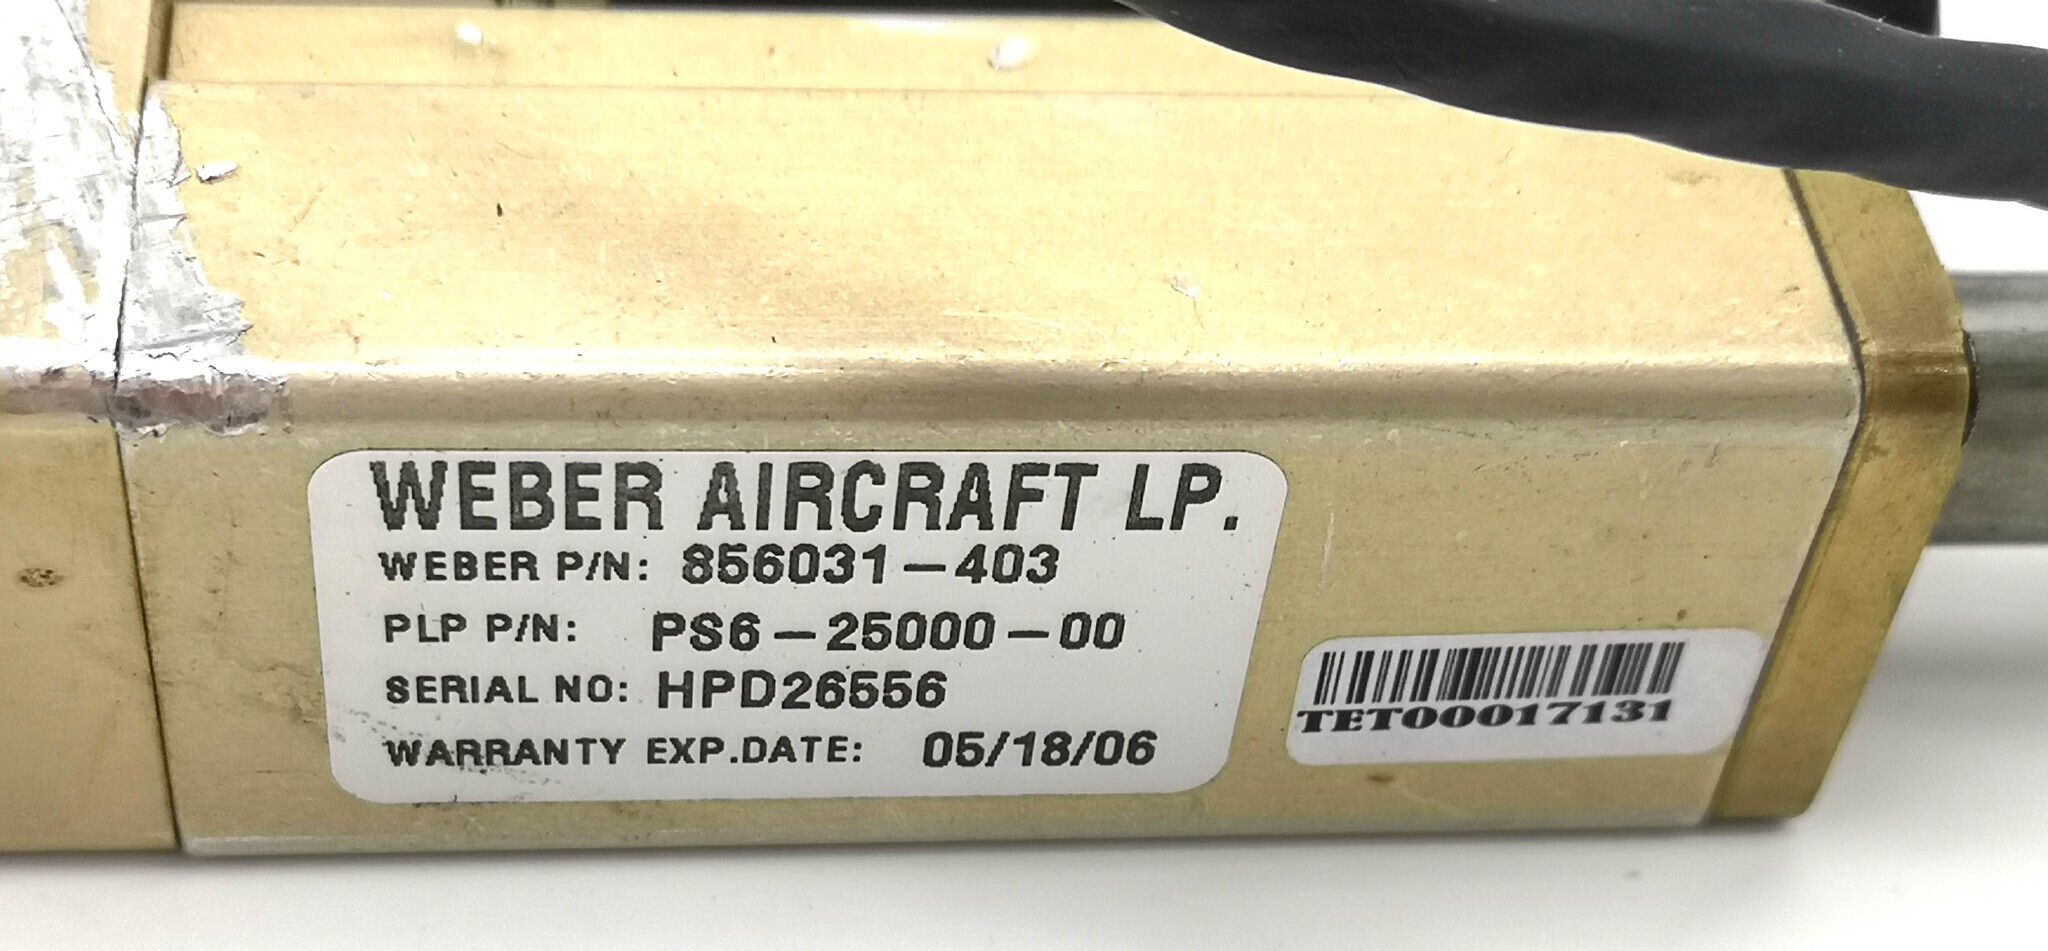 WEBER AIRCRAFT LP.
WEBER P/N: 856031-403
PLP P/N: PS6-25000-00
SERIAL NO: HPD26556
WARRANTY EXP.DATE: 05/18/06
TET00017131